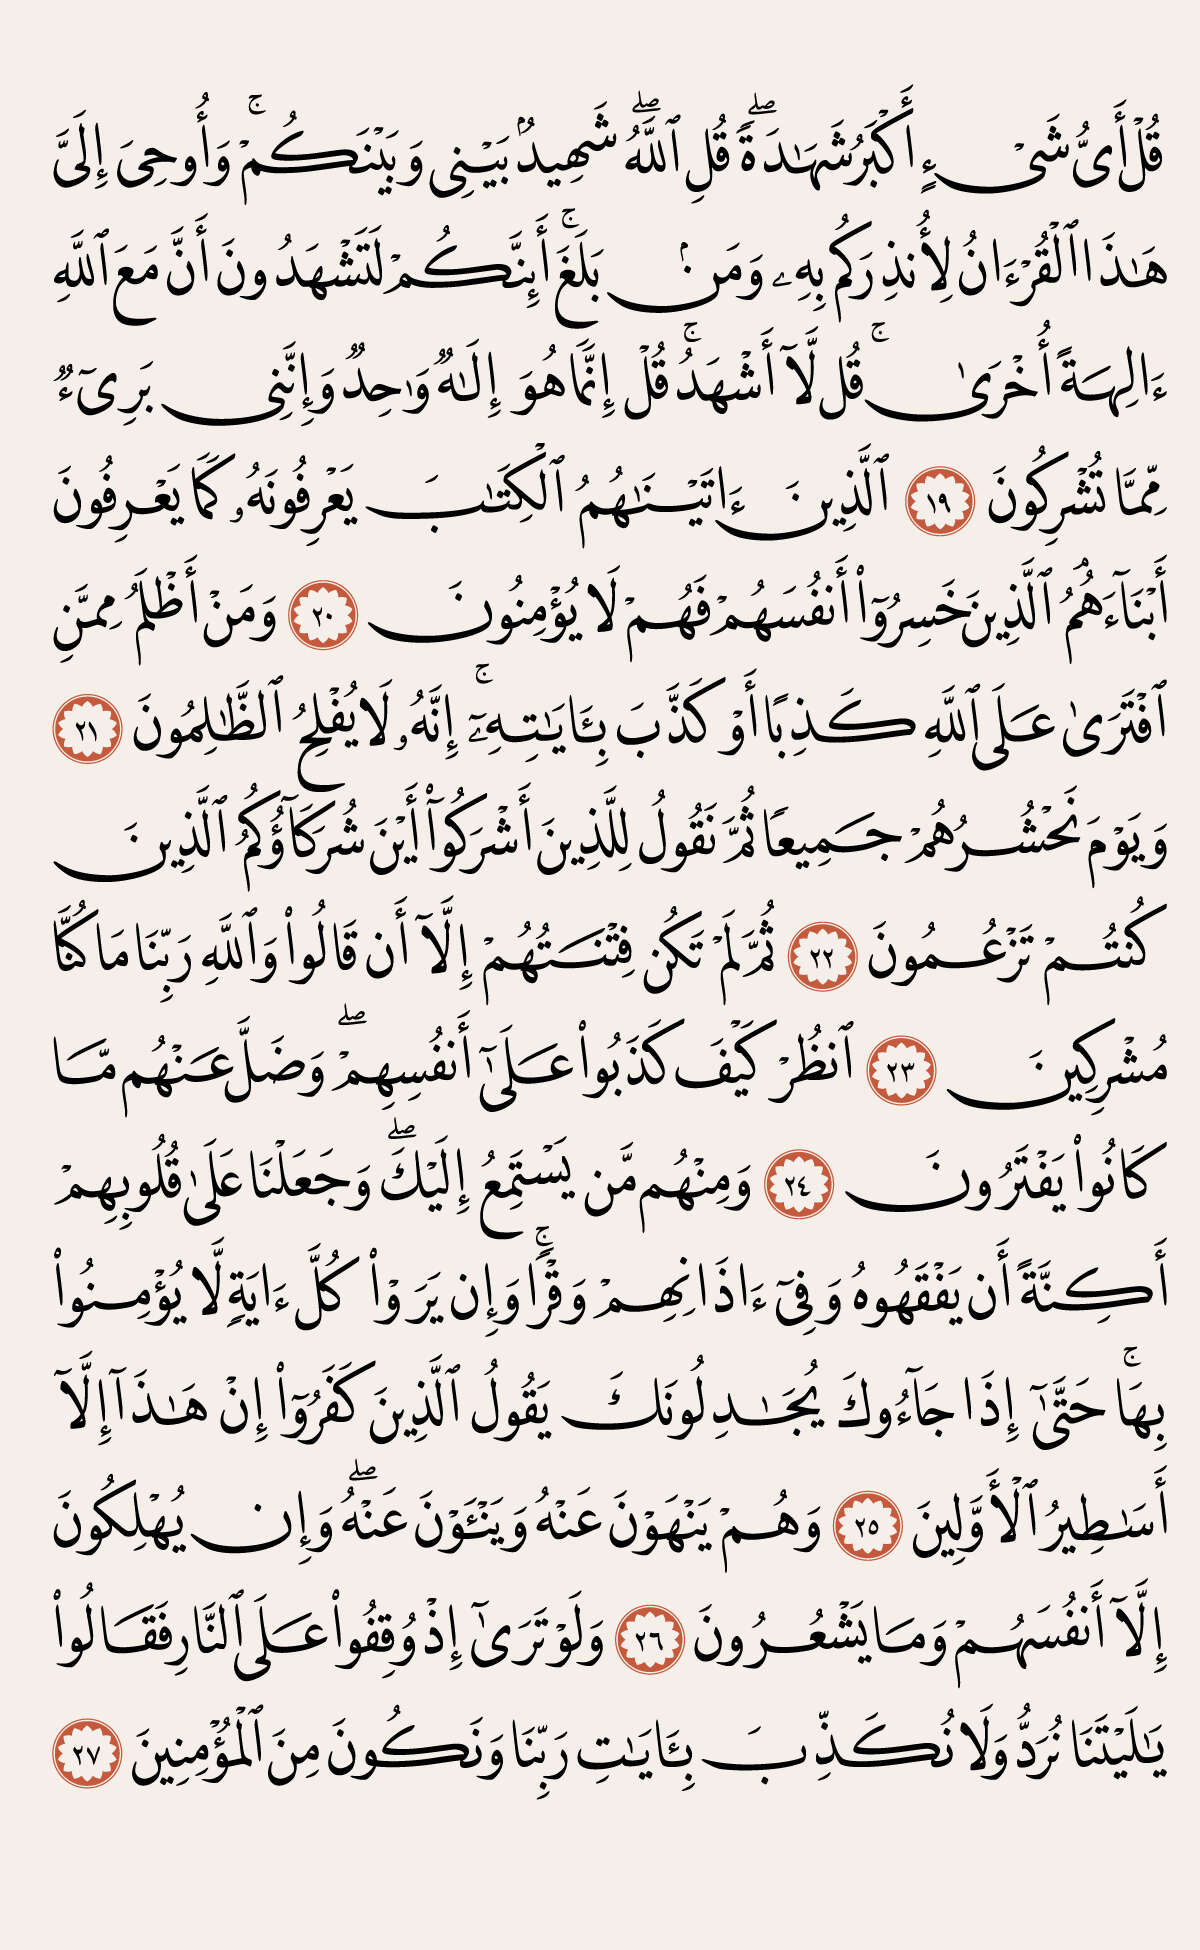 قُلْ أَىُّ شَىْءٍ أَكْبَرُ شَهَـٰدَةًۖ قُلِ ٱللَّهُۖ شَهِيدٌۢ بَيْنِى وَبَيْنَكُمْۚ وَأُوحِىَ إِلَىَّ
هَـٰذَا ٱلْقُرْءَانُ لِأُنذِرَكُم بِهِۦ وَمَنۢ بَلَغَۚ أَئِنَّكُمْ لَتَشْهَدُونَ أَنَّ مَعَ ٱللَّهِ
ءَالِهَةً أُخْرَىٰۚ قُل لَّآ أَشْهَدُۚ قُلْ إِنَّمَا هُوَ إِلَـٰهٌ وَٰحِدٌ وَإِنَّنِى بَرِىٓءٌ
مِّمَّا تُشْرِكُونَ ١٩ ٱلَّذِينَ ءَاتَيْنَـٰهُمُ ٱلْكِتَـٰبَ يَعْرِفُونَهُۥ كَمَا يَعْرِفُونَ
أَبْنَآءَهُمُۘ ٱلَّذِينَ خَسِرُوٓا۟ أَنفُسَهُمْ فَهُمْ لَا يُؤْمِنُونَ ٢٠ وَمَنْ أَظْلَمُ مِمَّنِ
ٱفْتَرَىٰ عَلَى ٱللَّهِ كَذِبًا أَوْ كَذَّبَ بِـَٔايَـٰتِهِۦٓۚ إِنَّهُۥ لَا يُفْلِحُ ٱلظَّـٰلِمُونَ ٢١
وَيَوْمَ نَحْشُرُهُمْ جَمِيعًا ثُمَّ نَقُولُ لِلَّذِينَ أَشْرَكُوٓا۟ أَيْنَ شُرَكَآؤُكُمُ ٱلَّذِينَ
كُنتُمْ تَزْعُمُونَ ٢٢ ثُمَّ لَمْ تَكُن فِتْنَتُهُمْ إِلَّآ أَن قَالُوا۟ وَٱللَّهِ رَبِّنَا مَا كُنَّا
مُشْرِكِينَ ٢٣ ٱنظُرْ كَيْفَ كَذَبُوا۟ عَلَىٰٓ أَنفُسِهِمْۖ وَضَلَّ عَنْهُم مَّا
كَانُوا۟ يَفْتَرُونَ ٢٤ وَمِنْهُم مَّن يَسْتَمِعُ إِلَيْكَۖ وَجَعَلْنَا عَلَىٰ قُلُوبِهِمْ
أَكِنَّةً أَن يَفْقَهُوهُ وَفِىٓ ءَاذَانِهِمْ وَقْرًاۚ وَإِن يَرَوْا۟ كُلَّ ءَايَةٍ لَّا يُؤْمِنُوا۟
بِهَاۚ حَتَّىٰٓ إِذَا جَآءُوكَ يُجَـٰدِلُونَكَ يَقُولُ ٱلَّذِينَ كَفَرُوٓا۟ إِنْ هَـٰذَآ إِلَّآ
أَسَـٰطِيرُ ٱلْأَوَّلِينَ ٢٥ وَهُمْ يَنْهَوْنَ عَنْهُ وَيَنْـَٔوْنَ عَنْهُۖ وَإِن يُهْلِكُونَ
إِلَّآ أَنفُسَهُمْ وَمَا يَشْعُرُونَ ٢٦ وَلَوْ تَرَىٰٓ إِذْ وُقِفُوا۟ عَلَى ٱلنَّارِ فَقَالُوا۟
يَـٰلَيْتَنَا نُرَدُّ وَلَا نُكَذِّبَ بِـَٔايَـٰتِ رَبِّنَا وَنَكُونَ مِنَ ٱلْمُؤْمِنِينَ ٢٧